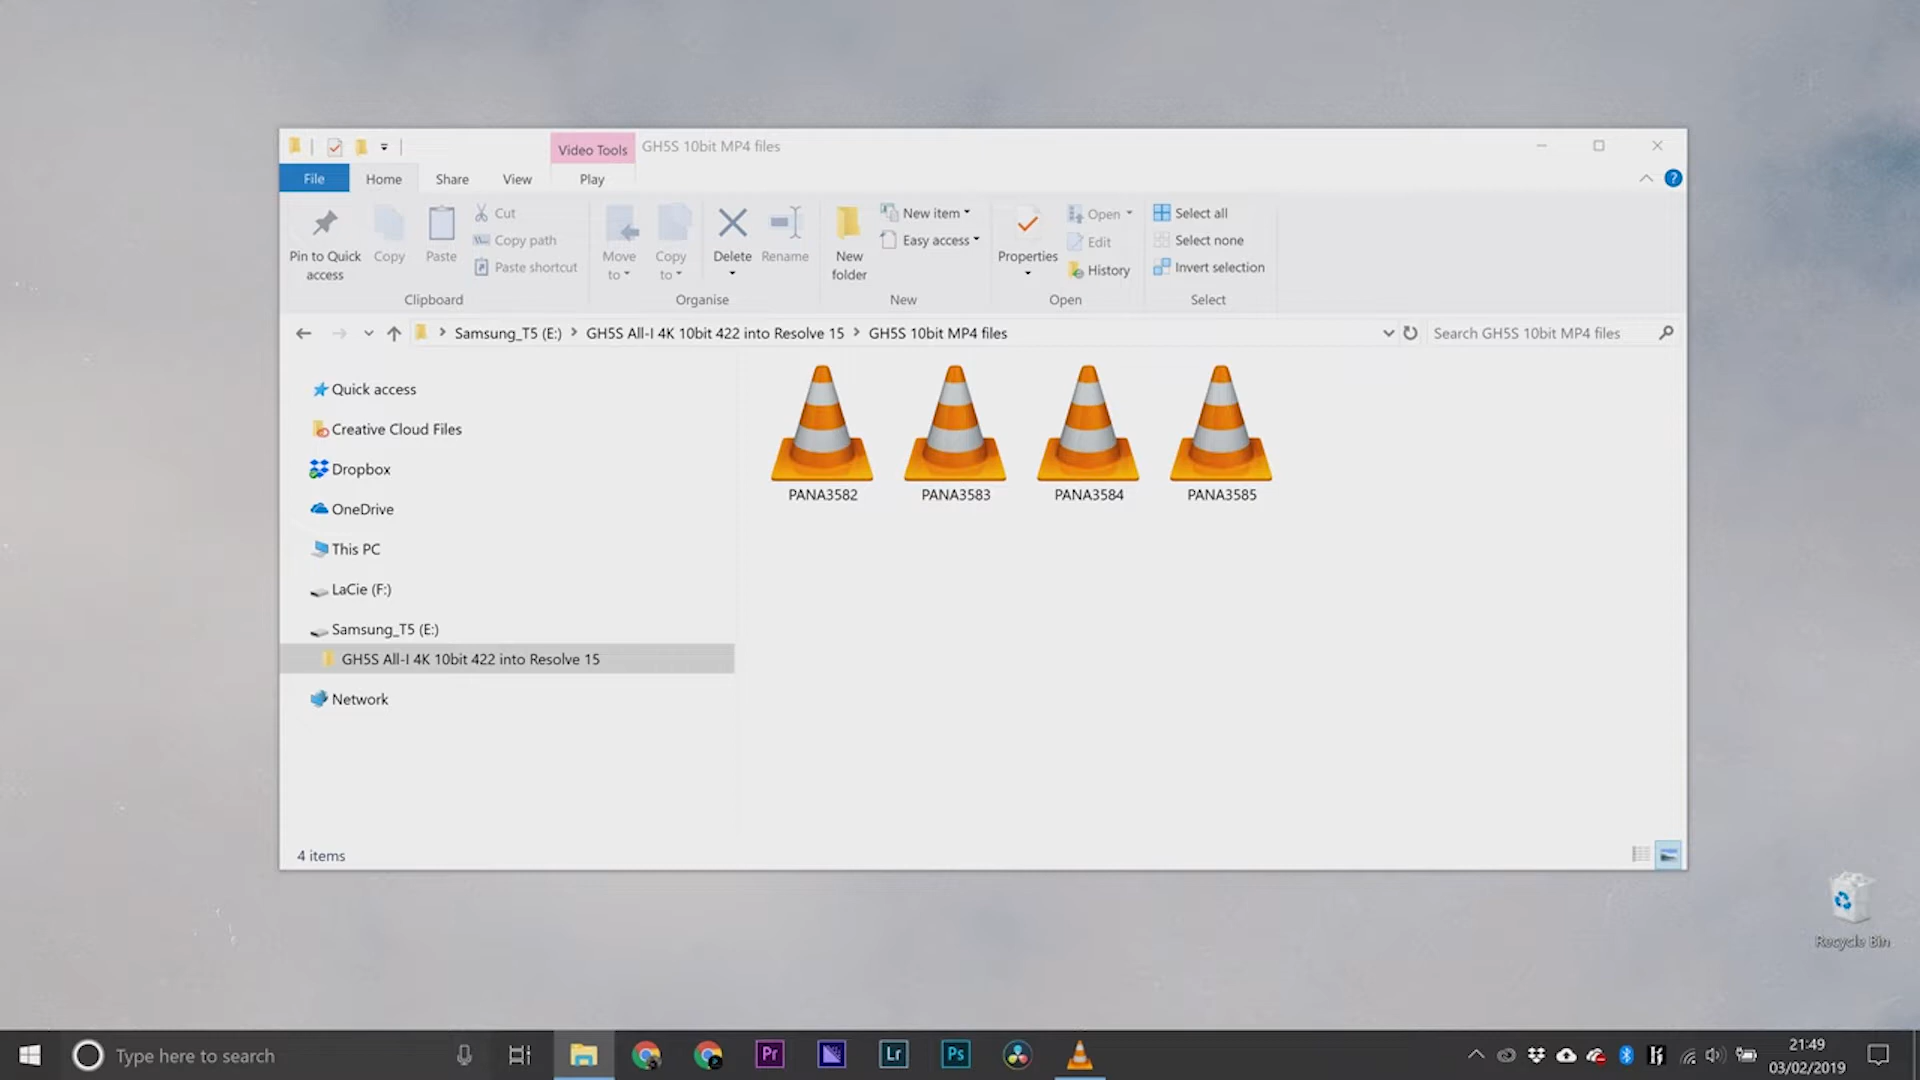 Video Tools
GH5S 10bit MP4 files
File
Home
Share
View
Play
Pin to Quick
access
Copy
Paste
Cut
Copy path
Paste shortcut
Clipboard
Move
to
Copy
to
Delete
Rename
Organise
New
folder
New item
Easy access
New
Properties
Open
Edit
History
Open
Select all
Select none
Invert selection
Select
Samsung_T5 (E:)
GH5S All-I 4K 10bit 422 into Resolve 15
GH5S 10bit MP4 files
Search GH5S 10bit MP4 files
Quick access
Creative Cloud Files
Dropbox
OneDrive
This PC
LaCie (F:)
Samsung_T5 (E:)
GH5S All-I 4K 10bit 422 into Resolve 15
Network
PANA3582
PANA3583
PANA3584
PANA3585
4 items
Recycle Bin
Type here to search
Pr
Lr
Ps
21:49
03/02/2019